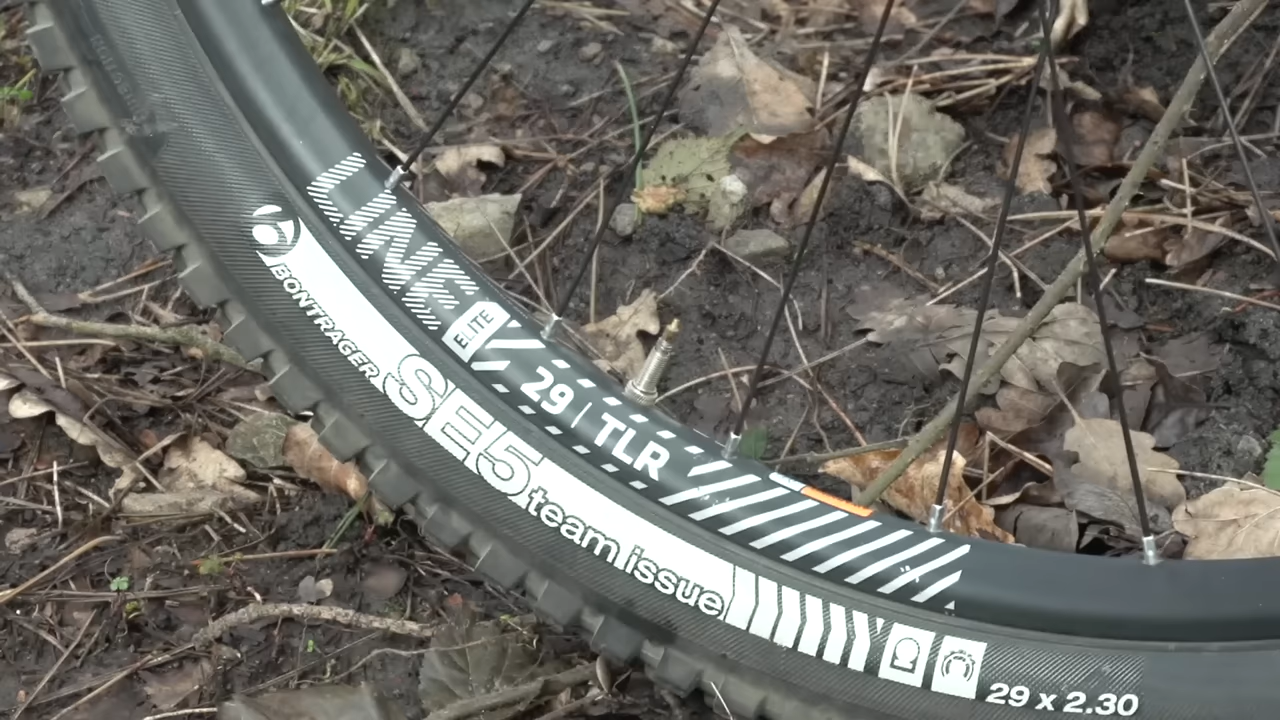 LINE
ELITE
29 | TLR
BONTRAGER
SE5 team issue
29 x 2.30